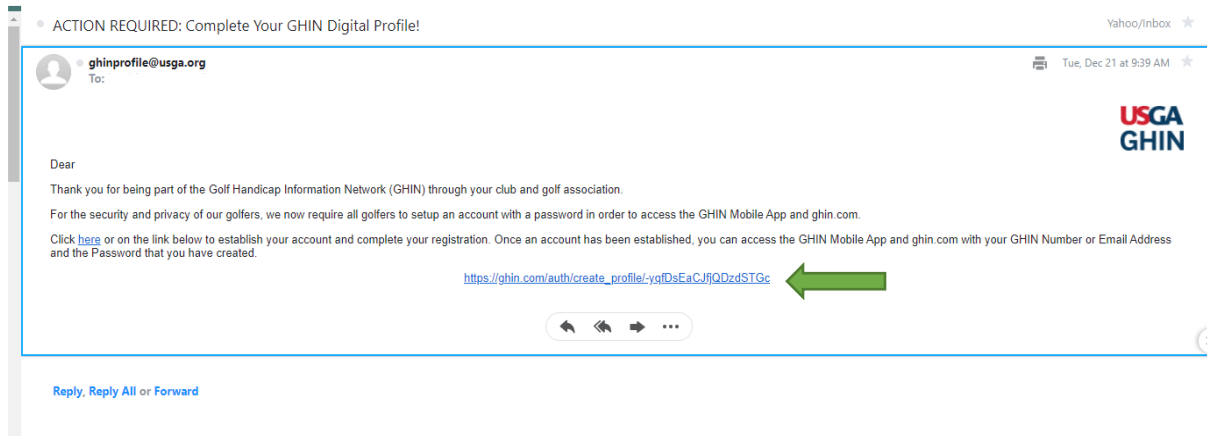 ACTION REQUIRED: Complete Your GHIN Digital Profile!
Yahoo/Inbox
ghinprofile@usga.org
Tue, Dec 21 at 9:39 AM
To:
USGA
GHIN
Dear
Thank you for being part of the Golf Handicap Information Network (GHIN) through your club and golf association.
For the security and privacy of our golfers, we now require all golfers to setup an account with a password in order to access the GHIN Mobile App and ghin.com.
Click here or on the link below to establish your account and complete your registration. Once an account has been established, you can access the GHIN Mobile App and ghin.com with your GHIN Number or Email Address
and the Password that you have created.
https://ghin.com/auth/create_profile/-yqfDsEaCJfjQDzdSTGc
Reply, Reply All or Forward